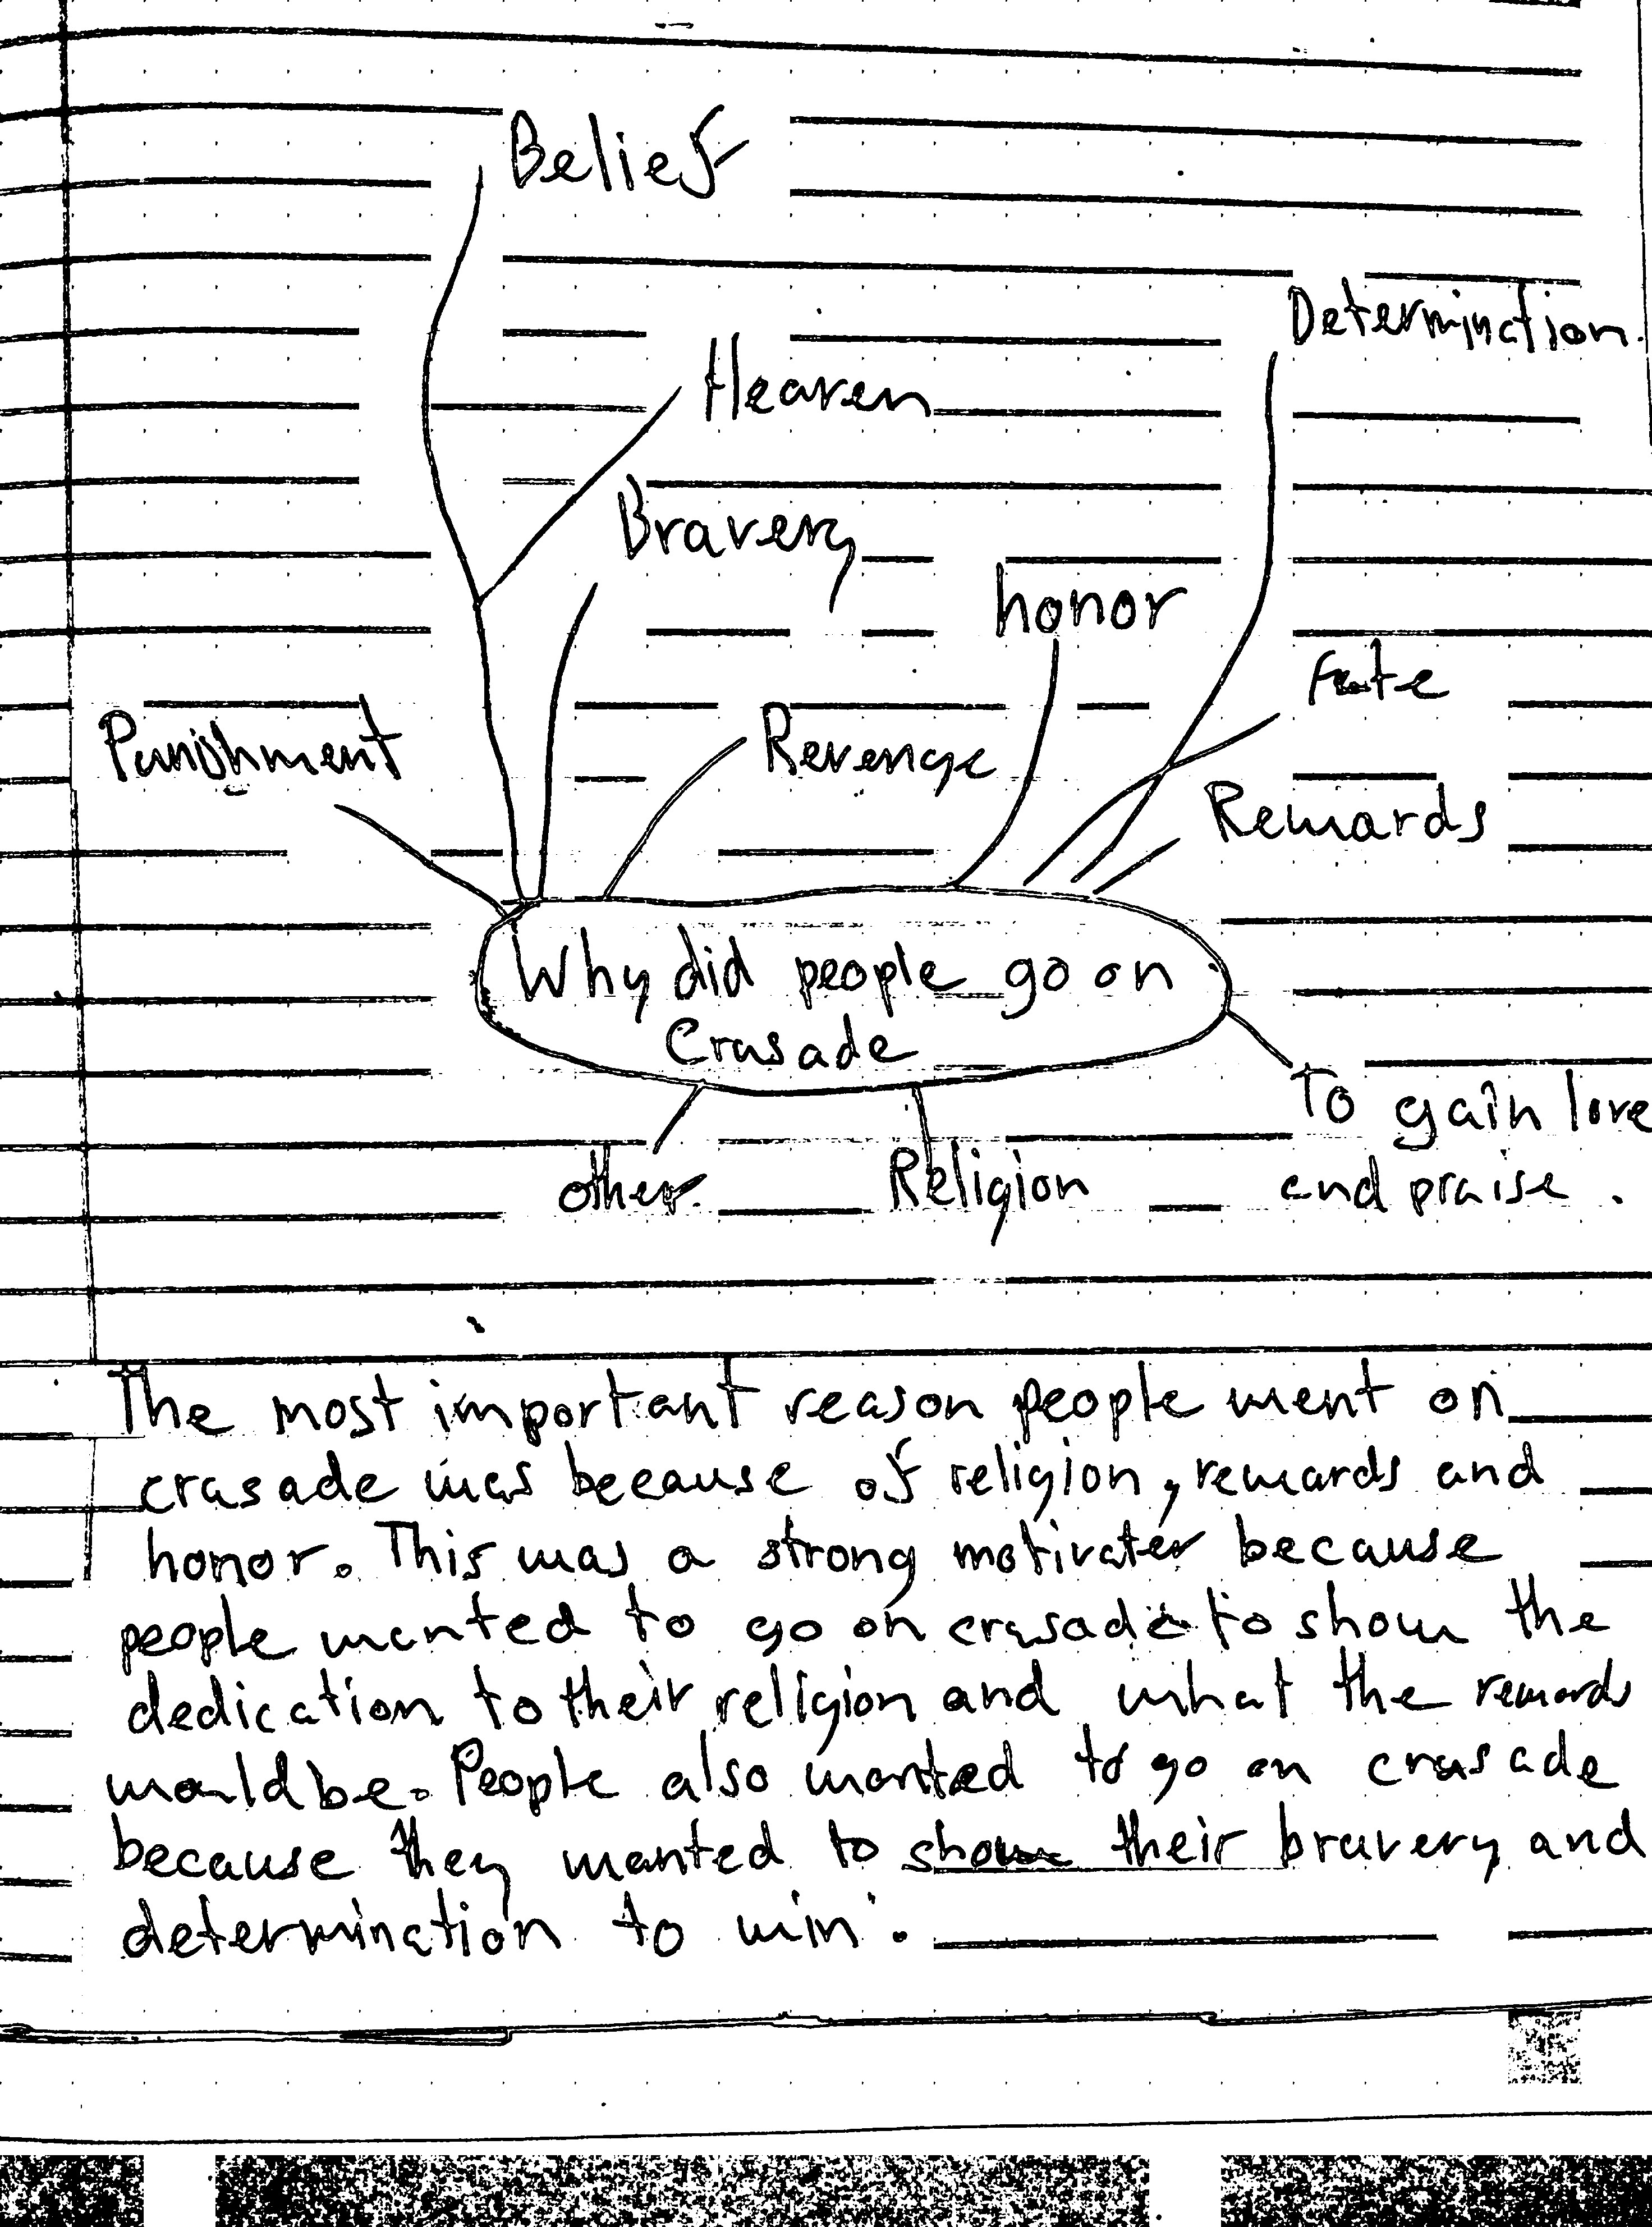 Belief
Determination.
Heaven
Bravery
honor
Fate
Punishment
Revenge
Rewards
Why did people go on
Crusade
To gain love
and praise.
other.
Religion
The most important reason people went on
crasade was because of religion, rewards and
honor. This was a strong motivater because
people wanted to go on crusade to show the
dedication to their religion and what the rewards
would be. People also wanted to go on crusade
because they wanted to show their bravery and
determination to win.